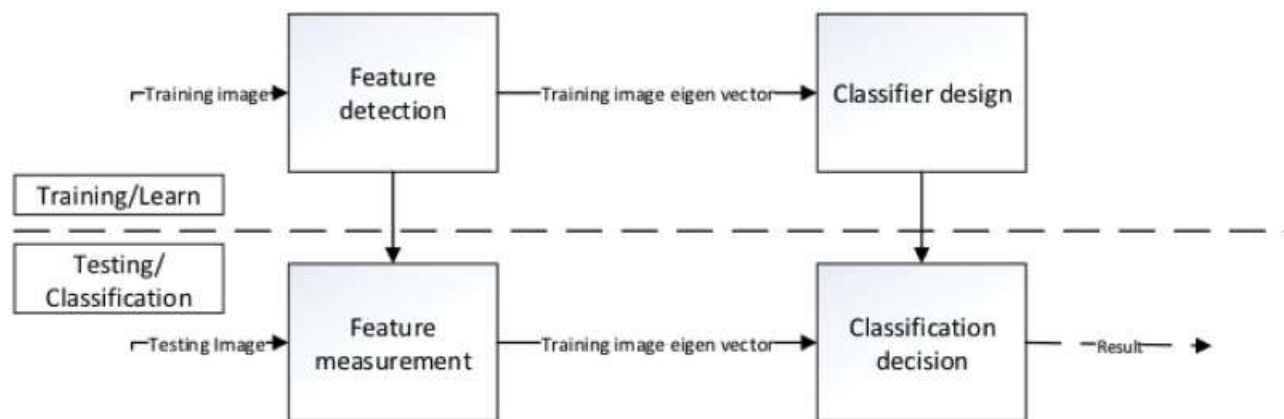 Feature
detection
Training image
Training image eigen vector
Classifier design
Training/Learn
Testing/
Classification
Testing Image
Feature
measurement
Training image eigen vector
Classification
decision
Result